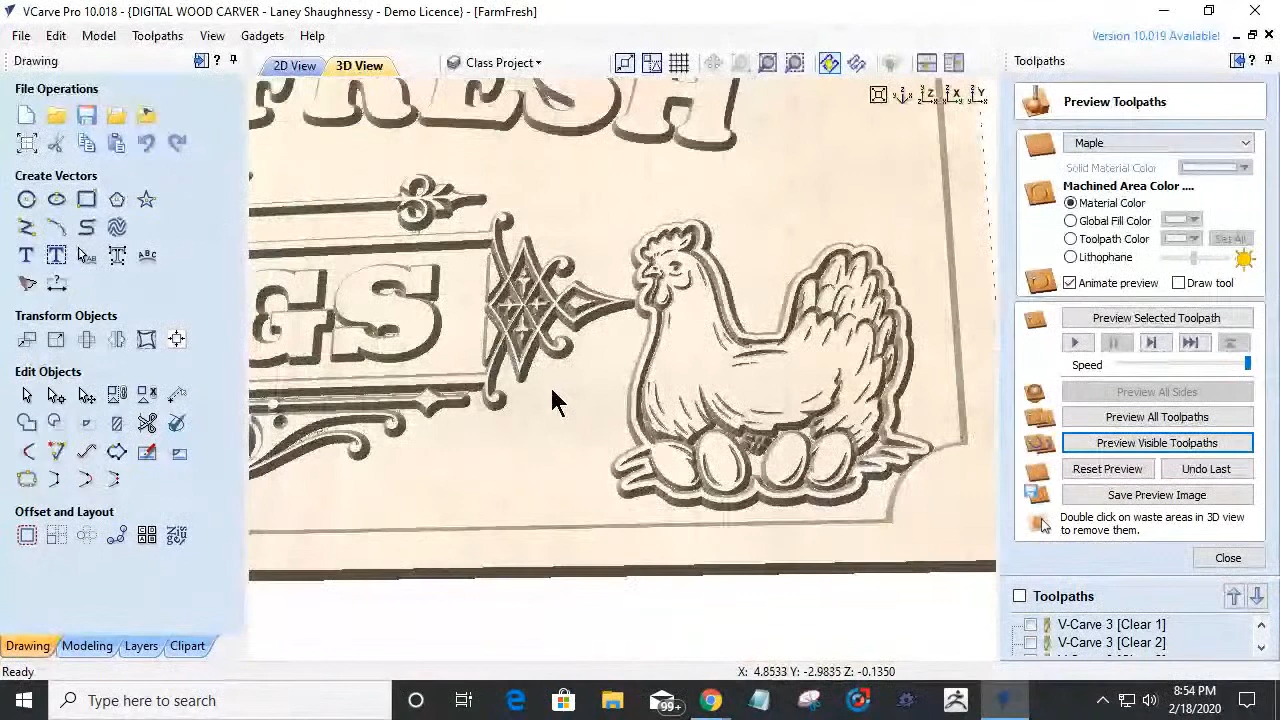 VCarve Pro 10.018 - {DIGITAL WOOD CARVER - Laney Shaughnessy - Demo Licence} - [FarmFresh]
File Edit Model Toolpaths View Gadgets Help
Version 10.019 Available!
Drawing
2D View 3D View
Class Project
Toolpaths
File Operations
Create Vectors
Transform Objects
Edit Objects
Offset and Layout
Drawing Modeling Layers Clipart
FRESH
GGS
Preview Toolpaths
Maple
Solid Material Color
Machined Area Color ....
Material Color
Global Fill Color
Toolpath Color Set All
Lithophane
Animate preview Draw tool
Preview Selected Toolpath
Speed
Preview All Sides
Preview All Toolpaths
Preview Visible Toolpaths
Reset Preview Undo Last
Save Preview Image
Double click on waste areas in 3D view
to remove them.
Close
Toolpaths
V-Carve 3 [Clear 1]
V-Carve 3 [Clear 2]
Ready
X: 4.8533 Y: -2.9835 Z: -0.1350
Type here to search
99+
8:54 PM
2/18/2020